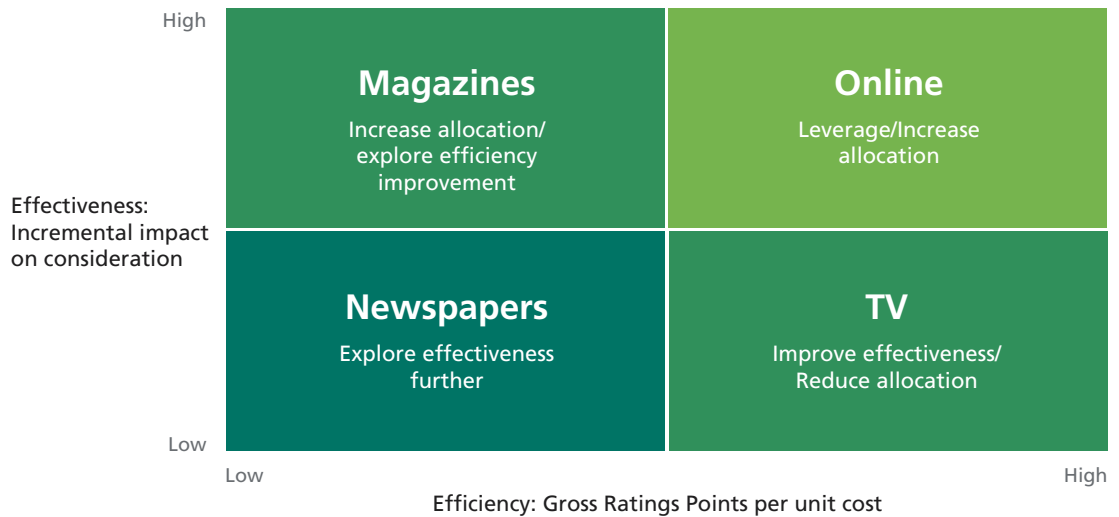 High
Magazines
Increase allocation/
explore efficiency
improvement
Online
Leverage/Increase
allocation
Effectiveness:
Incremental impact
on consideration
Newspapers
Explore effectiveness
further
TV
Improve effectiveness/
Reduce allocation
Low
Low
High
Efficiency: Gross Ratings Points per unit cost